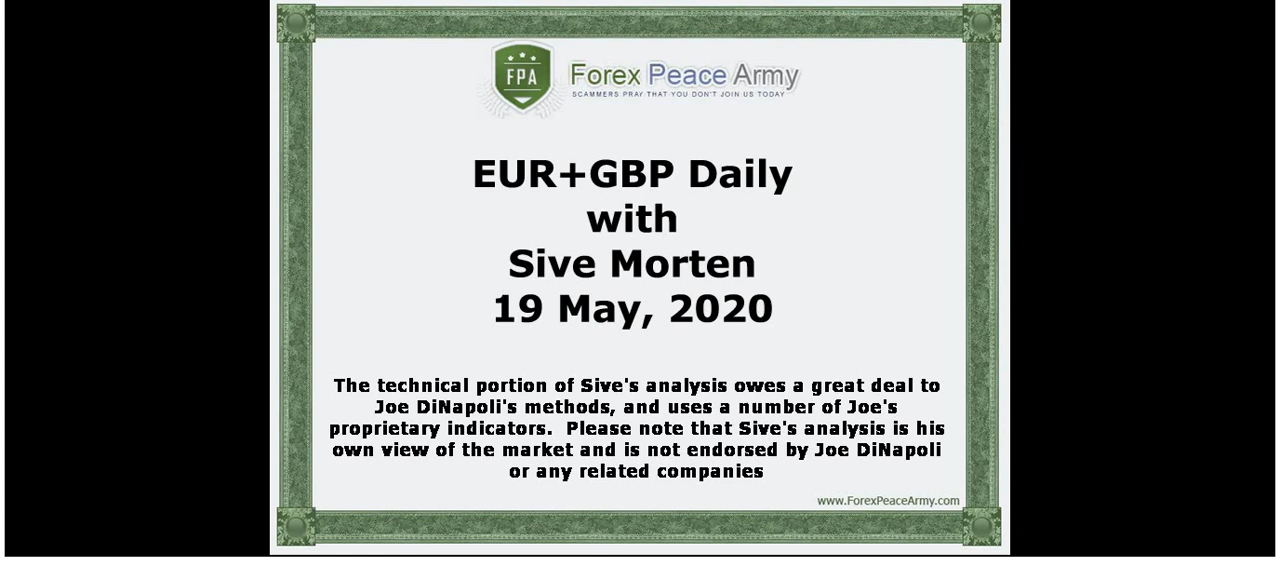 FPA
Forex Peace Army
SCAMMERS PRAY THAT YOU DON'T JOIN US TODAY
EUR+GBP Daily
with
Sive Morten
19 May, 2020
The technical portion of Sive's analysis owes a great deal to
Joe DiNapoli's methods, and uses a number of Joe's
proprietary indicators.  Please note that Sive's analysis is his
own view of the market and is not endorsed by Joe DiNapoli
or any related companies
www.ForexPeaceArmy.com